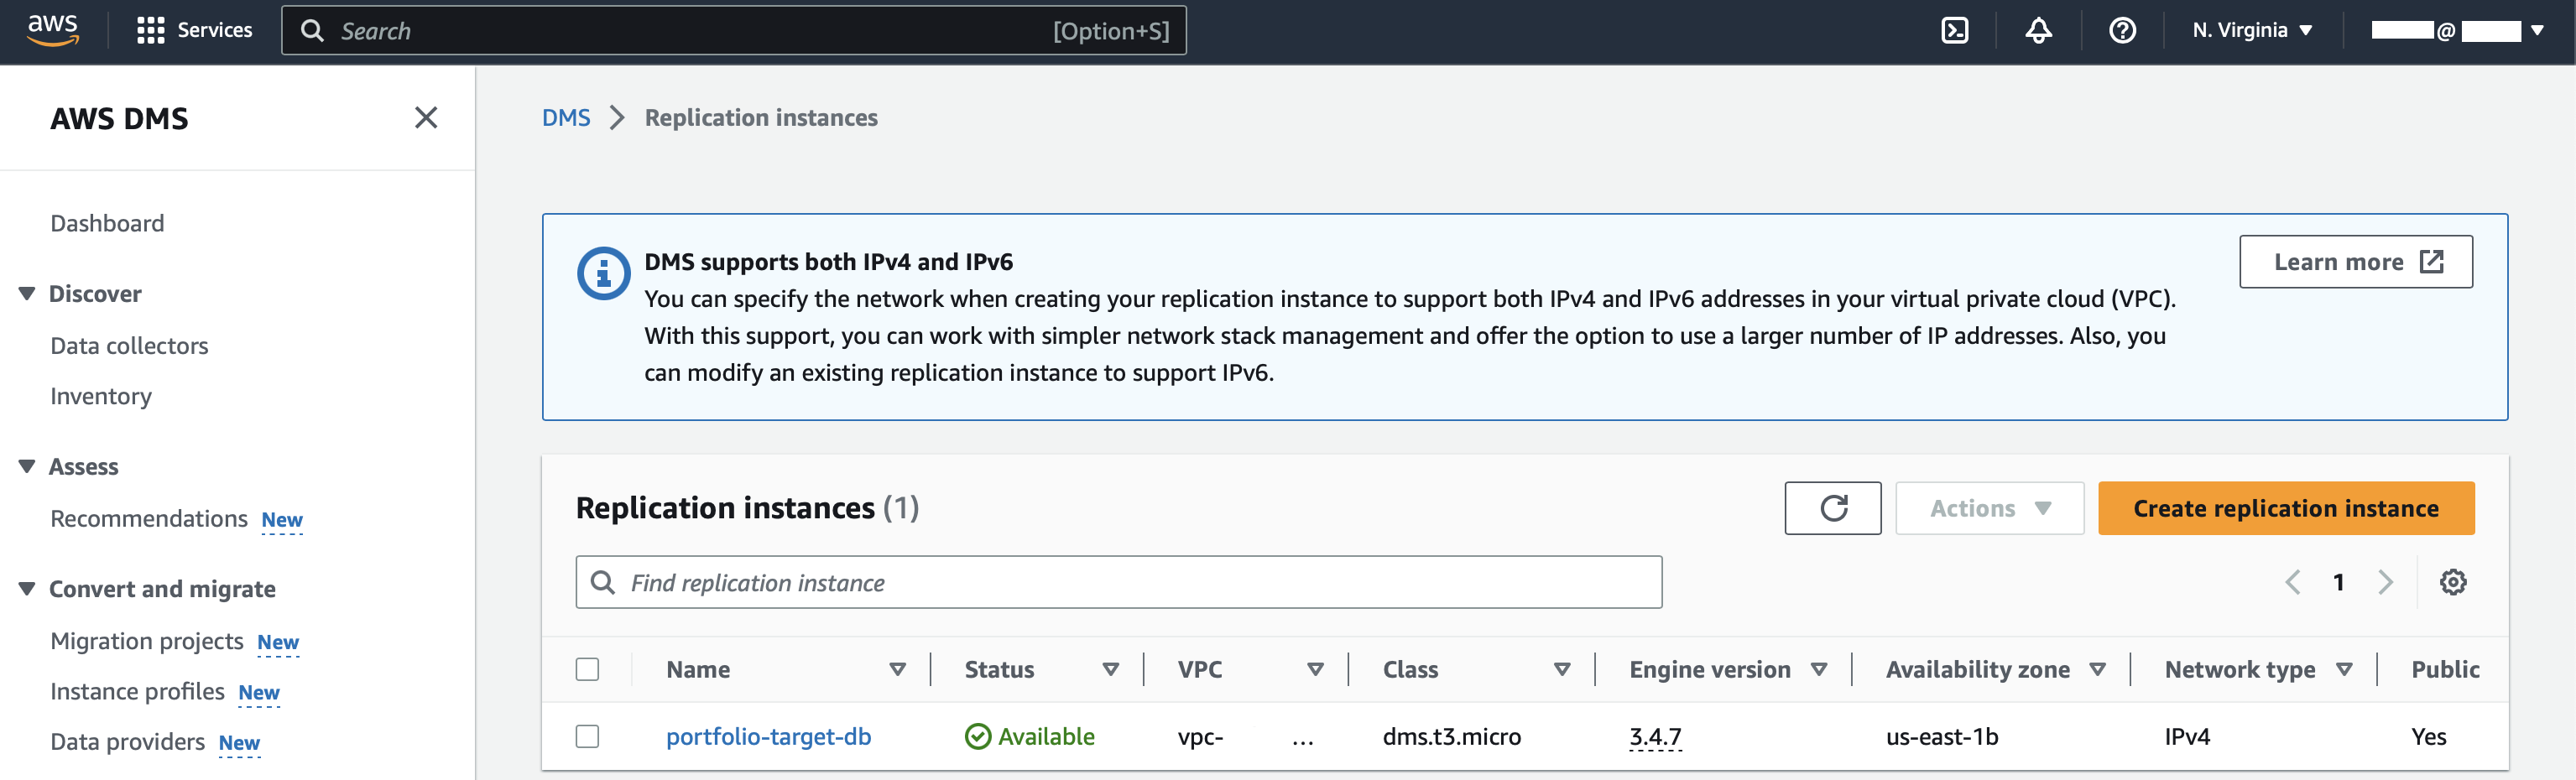 aws Services Search [Option+S] N. Virginia @
AWS DMS
Dashboard
Discover
Data collectors
Inventory
Assess
Recommendations New
Convert and migrate
Migration projects New
Instance profiles New
Data providers New
DMS Replication instances
DMS supports both IPv4 and IPv6
You can specify the network when creating your replication instance to support both IPv4 and IPv6 addresses in your virtual private cloud (VPC).
With this support, you can work with simpler network stack management and offer the option to use a larger number of IP addresses. Also, you
can modify an existing replication instance to support IPv6.
Learn more
Replication instances (1)
Actions
Create replication instance
Find replication instance
1
Name Status VPC Class Engine version Availability zone Network type Public
portfolio-target-db Available vpc- ... dms.t3.micro 3.4.7 us-east-1b IPv4 Yes